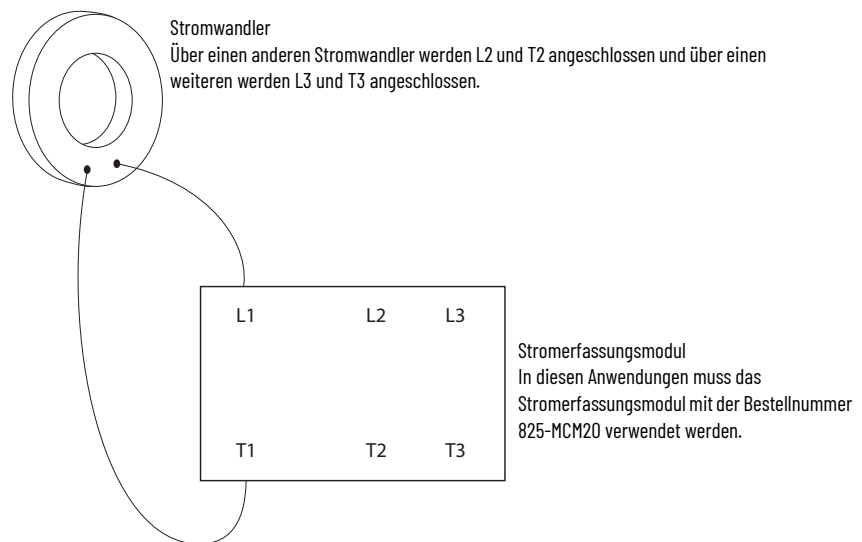 Stromwandler
Über einen anderen Stromwandler werden L2 und T2 angeschlossen und über einen
weiteren werden L3 und T3 angeschlossen.
L1 L2 L3
Stromerfassungsmodul
In diesen Anwendungen muss das
Stromerfassungsmodul mit der Bestellnummer
825-MCM20 verwendet werden.
T1 T2 T3